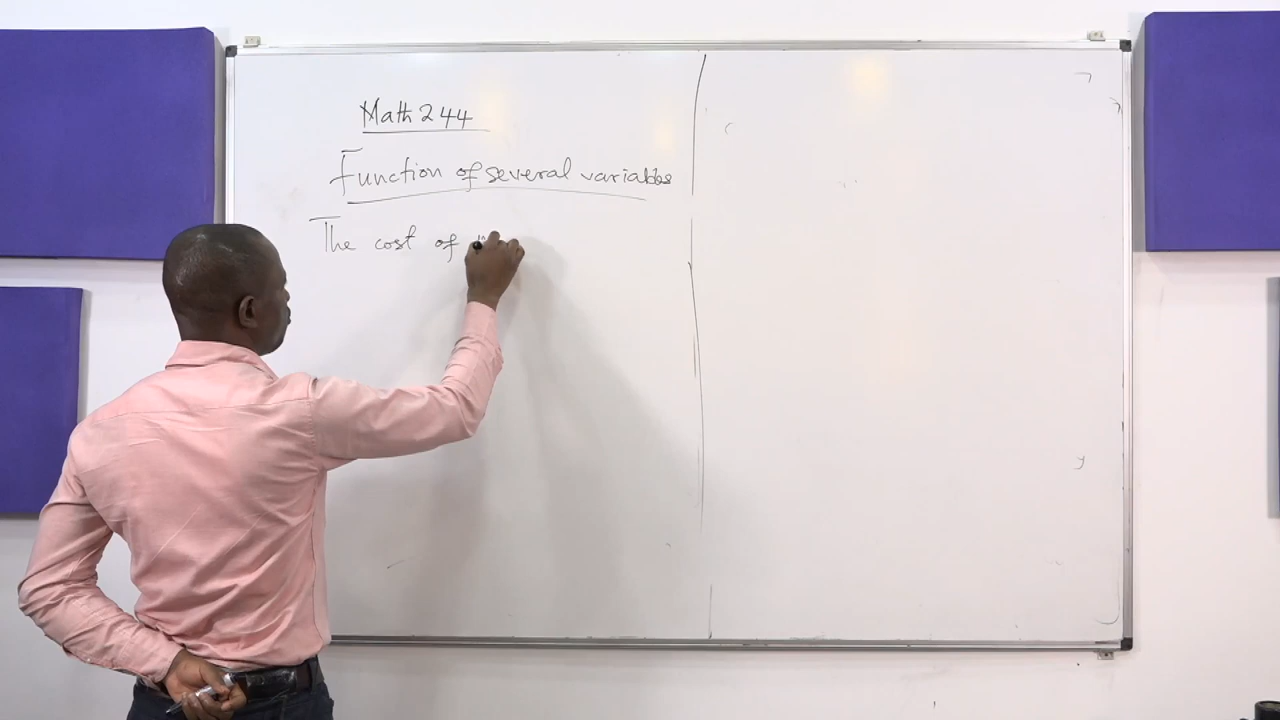 Math 244
Function of several variables
The cost of